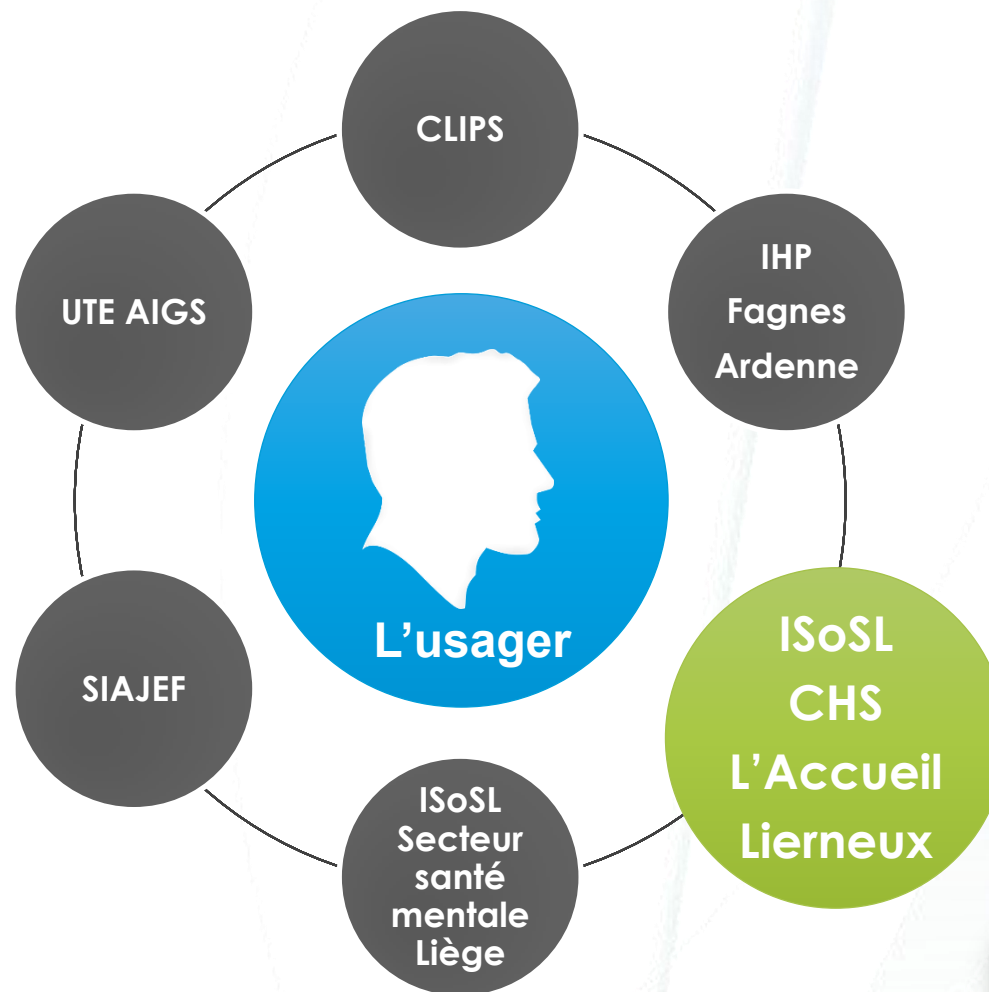 CLIPS
IHP
Fagnes
Ardenne
UTE AIGS
L’usager
ISoSL
CHS
L’Accueil
Lierneux
SIAJEF
ISoSL
Secteur
santé
mentale
Liège